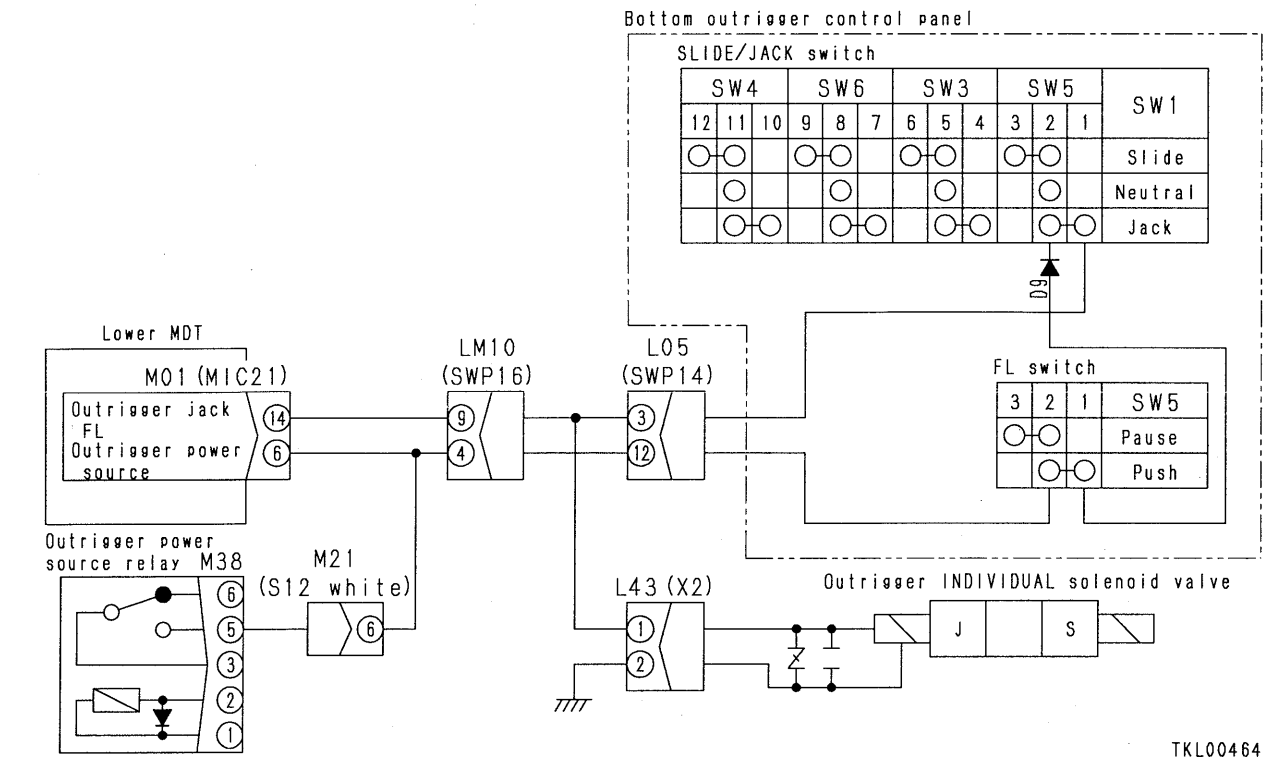 Bottom outrigger control panel
SLIDE/JACK switch
SW4 SW6 SW3 SW5 SW1
12 11 10 9 8 7 6 5 4 3 2 1
Slide
Neutral
Jack
D9
Lower MDT
M01 (MIC21)
LM10
(SWP16)
L05
(SWP14)
FL switch
3 2 1 SW5
Pause
Push
Outrigger jack
FL
Outrigger power
source
14
6
9
4
3
12
Outrigger power
source relay M38
M21
(S12 white)
6
5
3
2
1
6
L43 (X2)
1
2
Outrigger INDIVIDUAL solenoid valve
J S
TKL00464